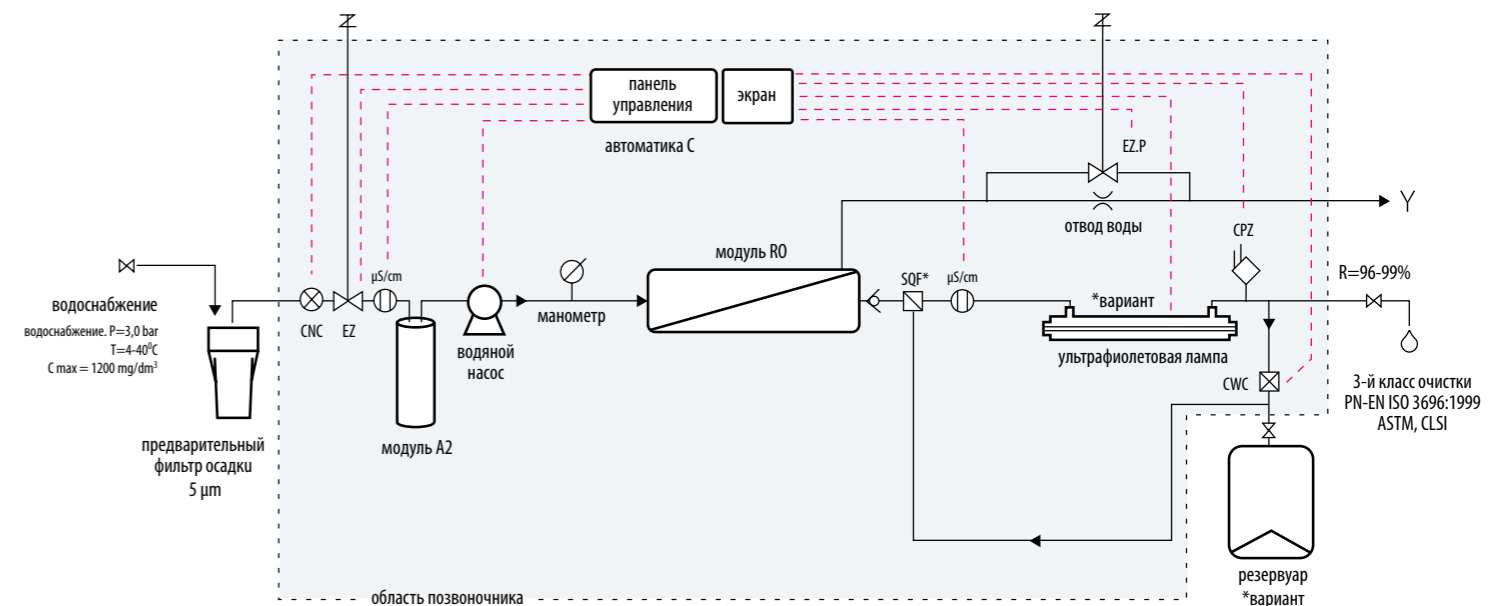 панель
управления
экран
автоматика C
EZ.P
отвод воды
CPZ
R=96-99%
водоснабжение
водоснабжение. P=3,0 bar
T=4-40⁰C
C max = 1200 mg/dm³
CNC
EZ
µS/cm
предварительный
фильтр осадки
5 µm
модуль A2
водяной
насос
манометр
модуль RO
SQF*
µS/cm
*вариант
ультрафиолетовая лампа
CWC
3-й класс очистки
PN-EN ISO 3696:1999
ASTM, CLSI
резервуар
*вариант
область позвоночника